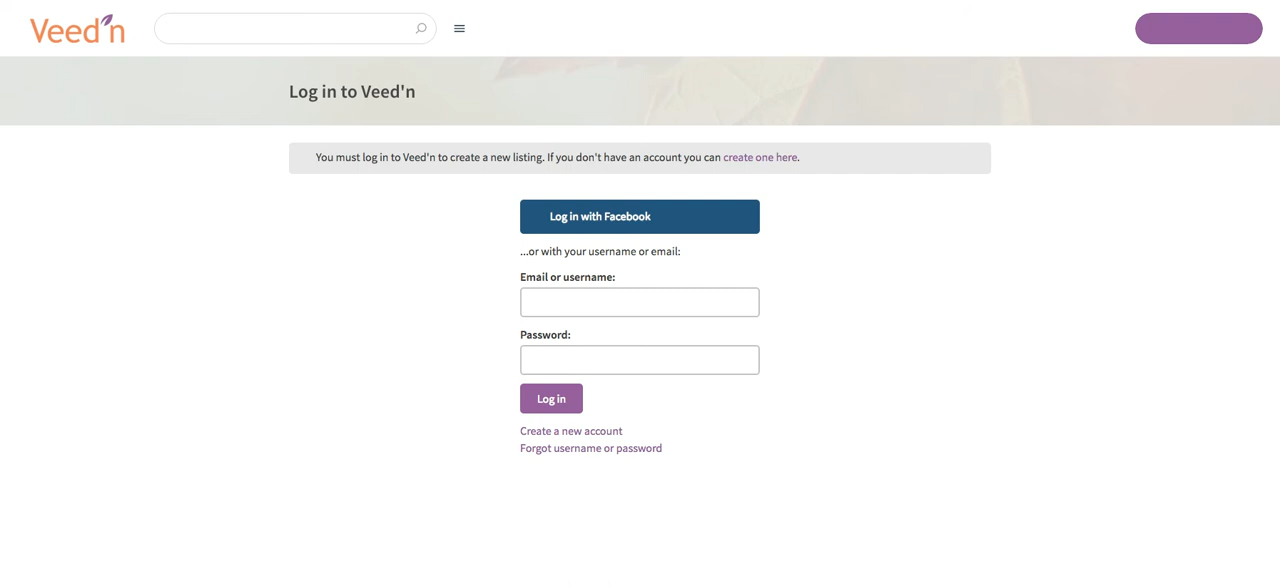 Veed'n
Log in to Veed'n
You must log in to Veed'n to create a new listing. If you don't have an account you can create one here.
Log in with Facebook
...or with your username or email:
Email or username:
Password:
Log in
Create a new account
Forgot username or password